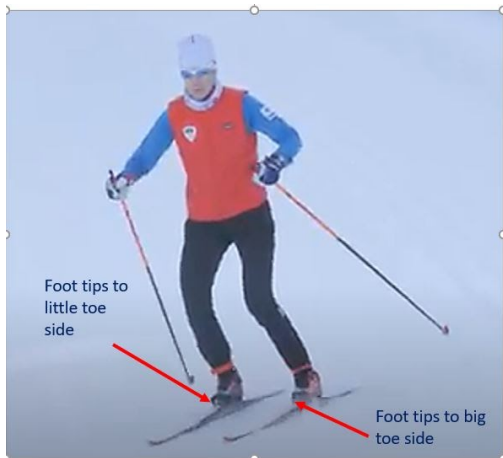 Foot tips to
little toe
side
Foot tips to big
toe side